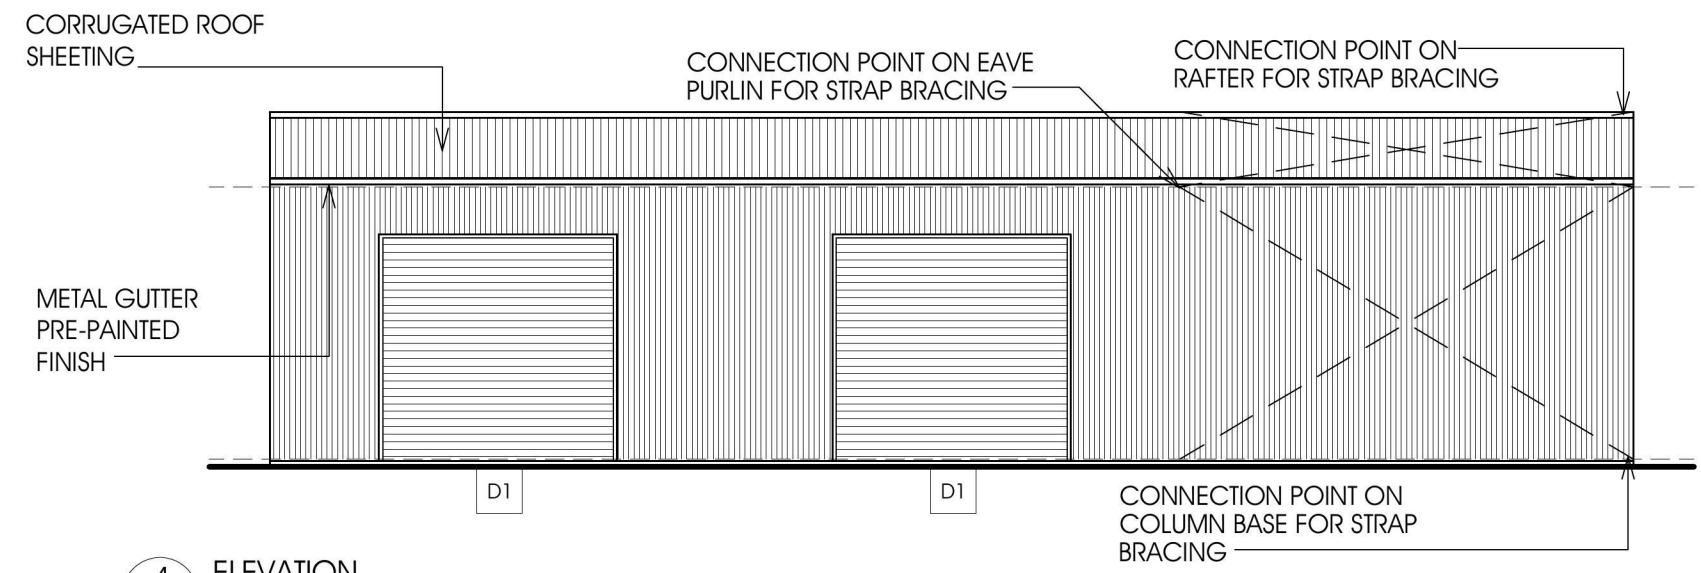 CORRUGATED ROOF
SHEETING
CONNECTION POINT ON EAVE
PURLIN FOR STRAP BRACING
CONNECTION POINT ON
RAFTER FOR STRAP BRACING
METAL GUTTER
PRE-PAINTED
FINISH
D1
D1
CONNECTION POINT ON
COLUMN BASE FOR STRAP
BRACING
ELEVATION